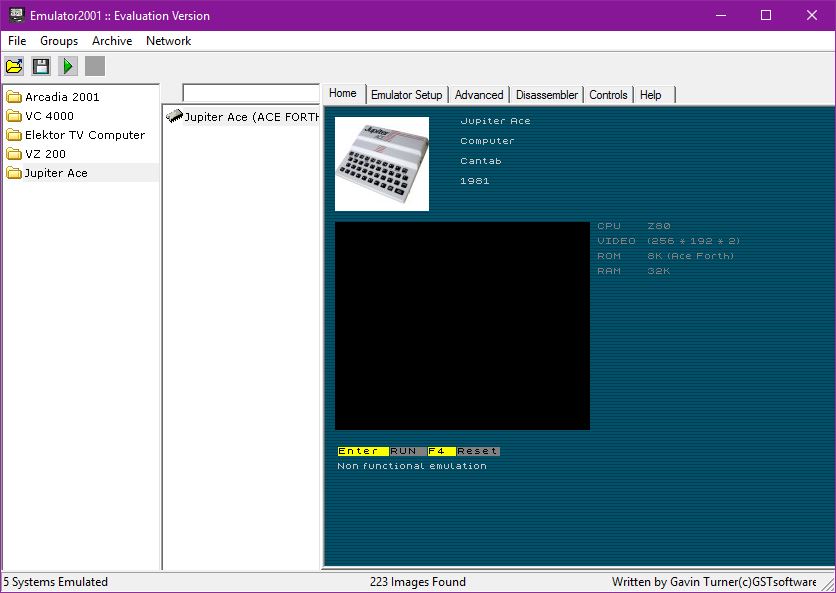 Emulator2001 :: Evaluation Version
File Groups Archive Network
Home Emulator Setup Advanced Disassembler Controls Help
Arcadia 2001
VC 4000
Elektor TV Computer
VZ 200
Jupiter Ace
Jupiter Ace (ACE FORTH
Jupiter ACE
Jupiter Ace
Computer
Cantab
1981
CPU Z80
VIDEO (256 * 192 * 2)
ROM 8K (Ace Forth)
RAM 32K
Enter RUN F4 Reset
Non functional emulation
5 Systems Emulated 223 Images Found Written by Gavin Turner(c)GSTsoftware